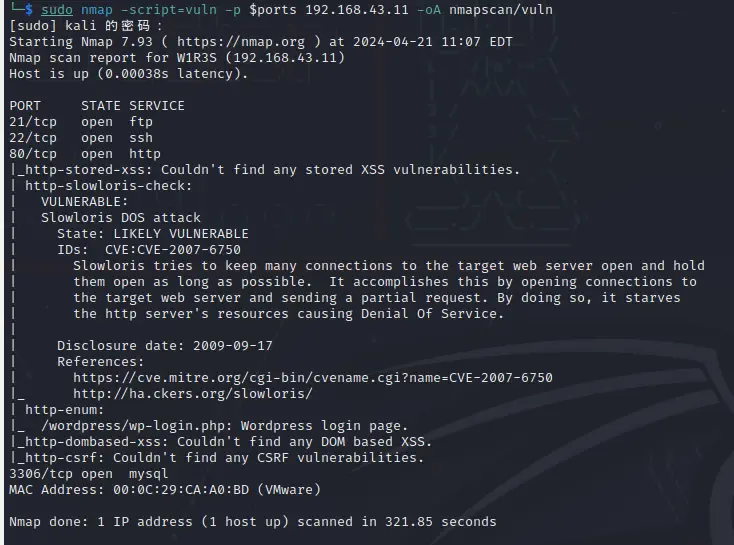 └─$ sudo nmap -script=vuln -p $ports 192.168.43.11 -oA nmapscan/vuln
[sudo] kali 的密码：
Starting Nmap 7.93 ( https://nmap.org ) at 2024-04-21 11:07 EDT
Nmap scan report for W1R3S (192.168.43.11)
Host is up (0.00038s latency).

PORT     STATE SERVICE
21/tcp   open  ftp
22/tcp   open  ssh
80/tcp   open  http
|_http-stored-xss: Couldn't find any stored XSS vulnerabilities.
| http-slowloris-check:
|   VULNERABLE:
|   Slowloris DOS attack
|     State: LIKELY VULNERABLE
|     IDs:  CVE:CVE-2007-6750
|       Slowloris tries to keep many connections to the target web server open and hold
|       them open as long as possible.  It accomplishes this by opening connections to
|       the target web server and sending a partial request. By doing so, it starves
|       the http server's resources causing Denial Of Service.
|
|     Disclosure date: 2009-09-17
|     References:
|       https://cve.mitre.org/cgi-bin/cvename.cgi?name=CVE-2007-6750
|_      http://ha.ckers.org/slowloris/
| http-enum:
|_  /wordpress/wp-login.php: Wordpress login page.
|_http-dombased-xss: Couldn't find any DOM based XSS.
|_http-csrf: Couldn't find any CSRF vulnerabilities.
3306/tcp open  mysql
MAC Address: 00:0C:29:CA:A0:BD (VMware)

Nmap done: 1 IP address (1 host up) scanned in 321.85 seconds